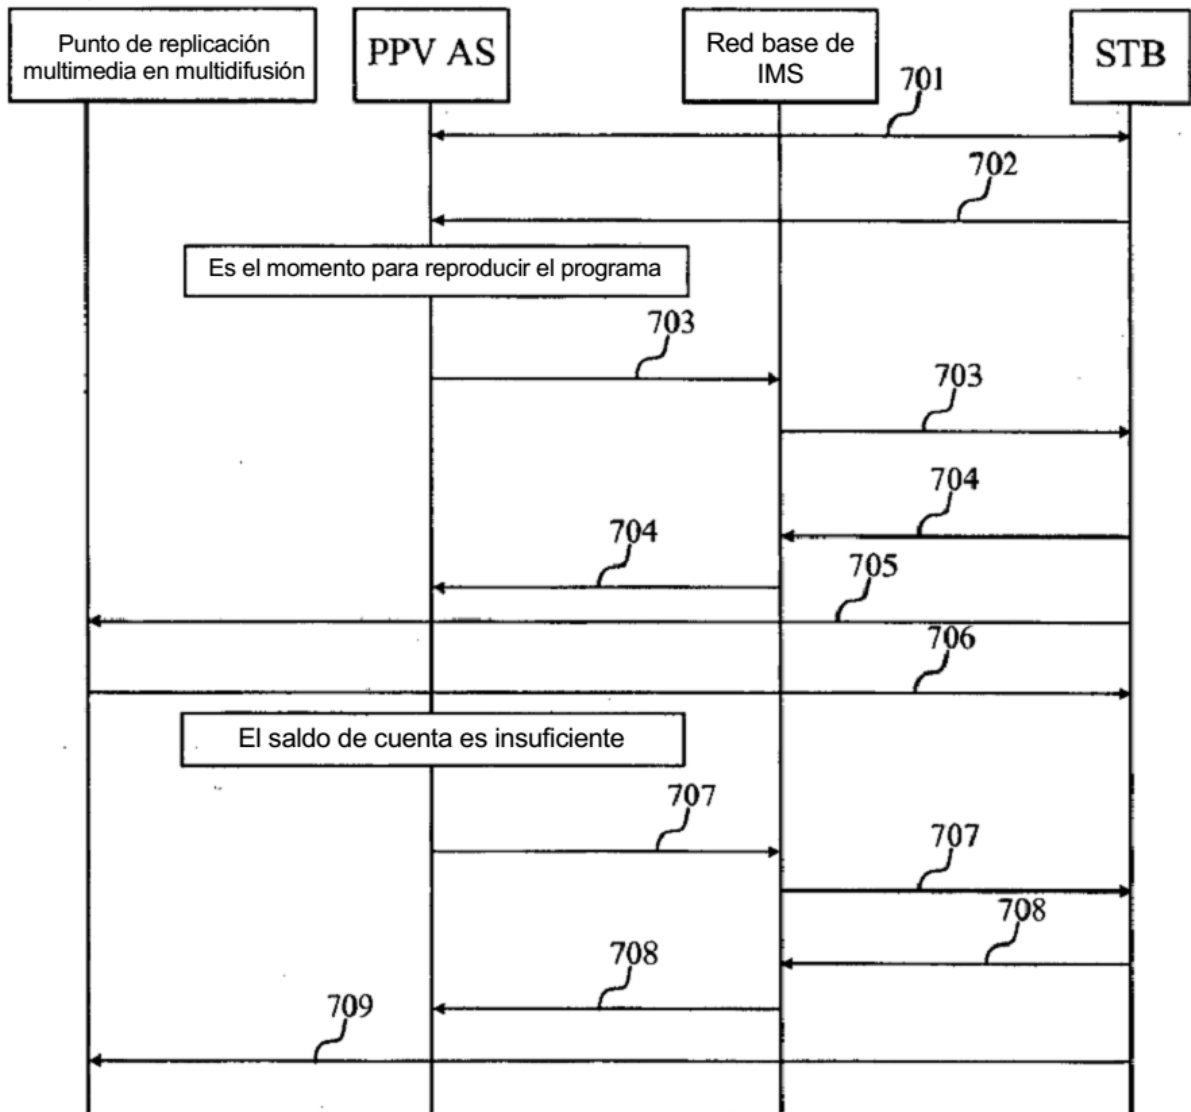 Punto de replicación
multimedia en multidifusión
PPV AS
Red base de
IMS
STB
701
702
Es el momento para reproducir el programa
703
703
704
704
705
706
El saldo de cuenta es insuficiente
707
707
708
708
709